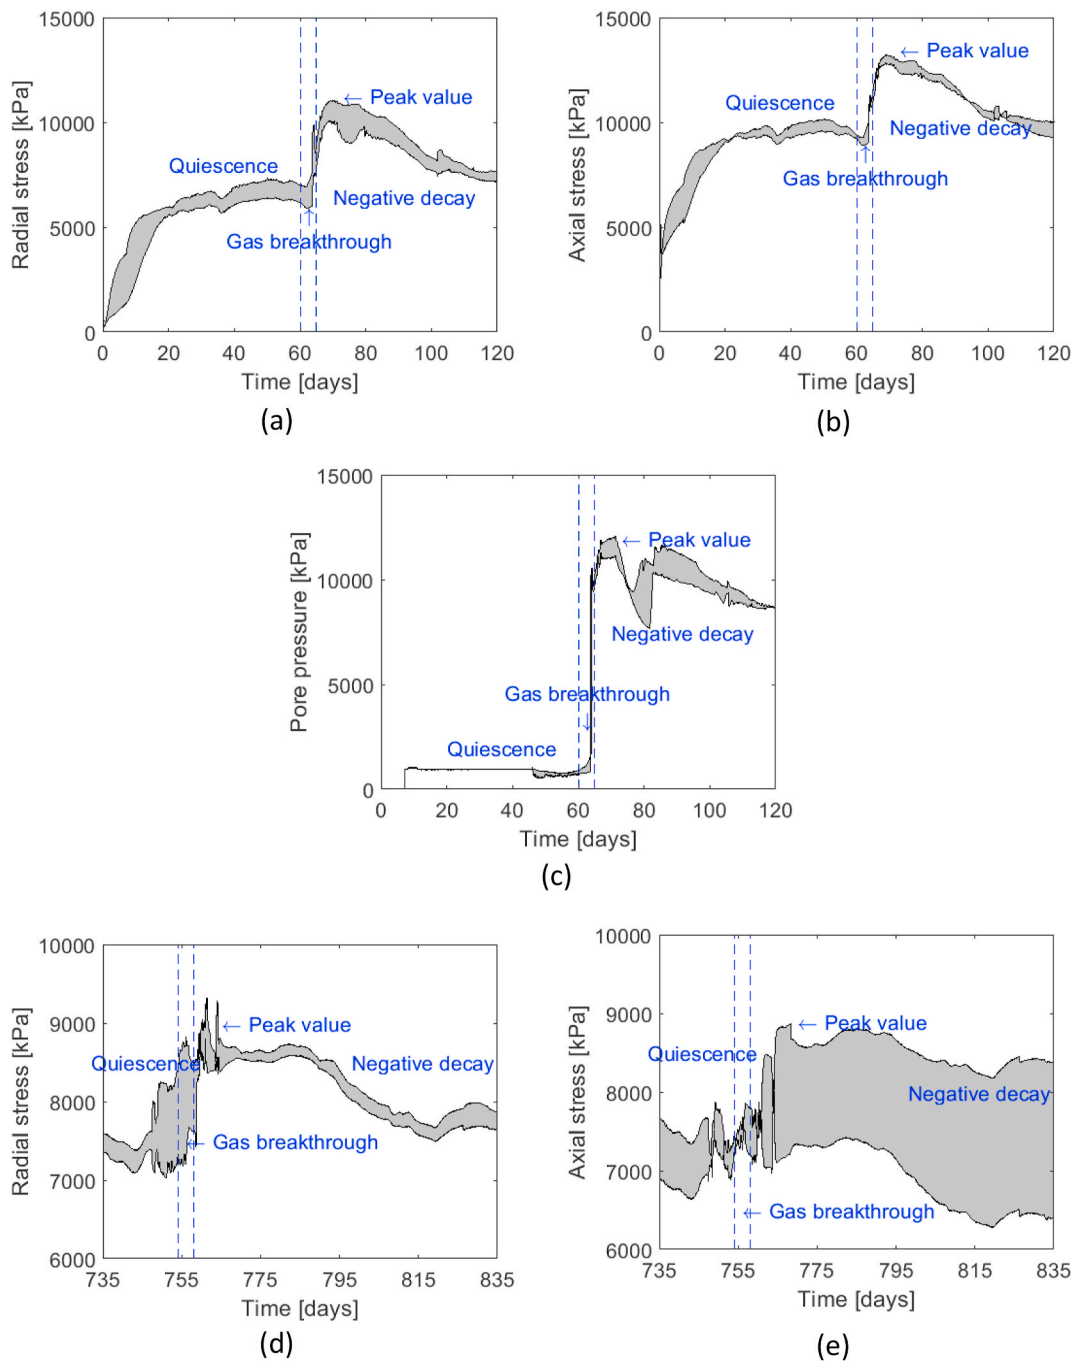 (a)
15000
10000
5000
0
Radial stress [kPa]
← Peak value
Quiescence
Negative decay
Gas breakthrough
0 20 40 60 80 100 120
Time [days]
(b)
15000
10000
5000
0
Axial stress [kPa]
← Peak value
Quiescence
Negative decay
Gas breakthrough
0 20 40 60 80 100 120
Time [days]
(c)
15000
10000
5000
0
Pore pressure [kPa]
← Peak value
Negative decay
Gas breakthrough
Quiescence
0 20 40 60 80 100 120
Time [days]
(d)
10000
9000
8000
7000
6000
Radial stress [kPa]
← Peak value
Quiescence
Negative decay
← Gas breakthrough
735 755 775 795 815 835
Time [days]
(e)
10000
9000
8000
7000
6000
Axial stress [kPa]
← Peak value
Quiescence
Negative decay
← Gas breakthrough
735 755 775 795 815 835
Time [days]